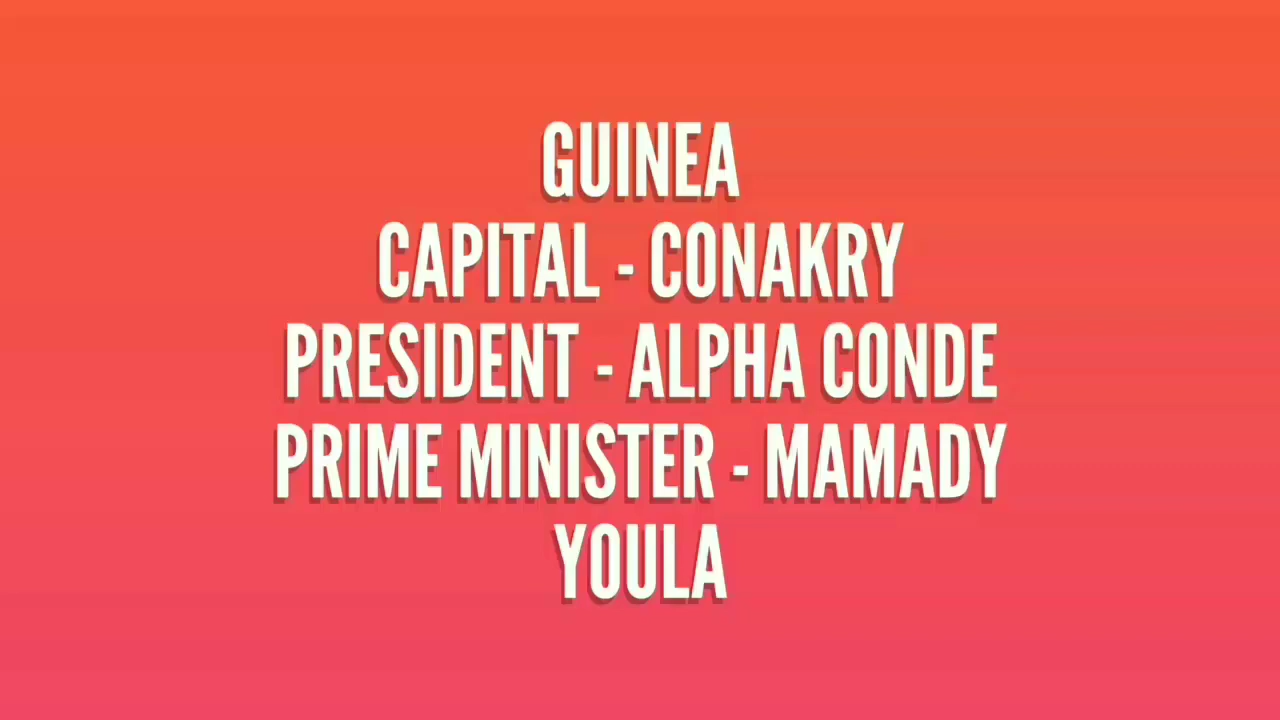 GUINEA
CAPITAL - CONAKRY
PRESIDENT - ALPHA CONDE
PRIME MINISTER - MAMADY
YOULA